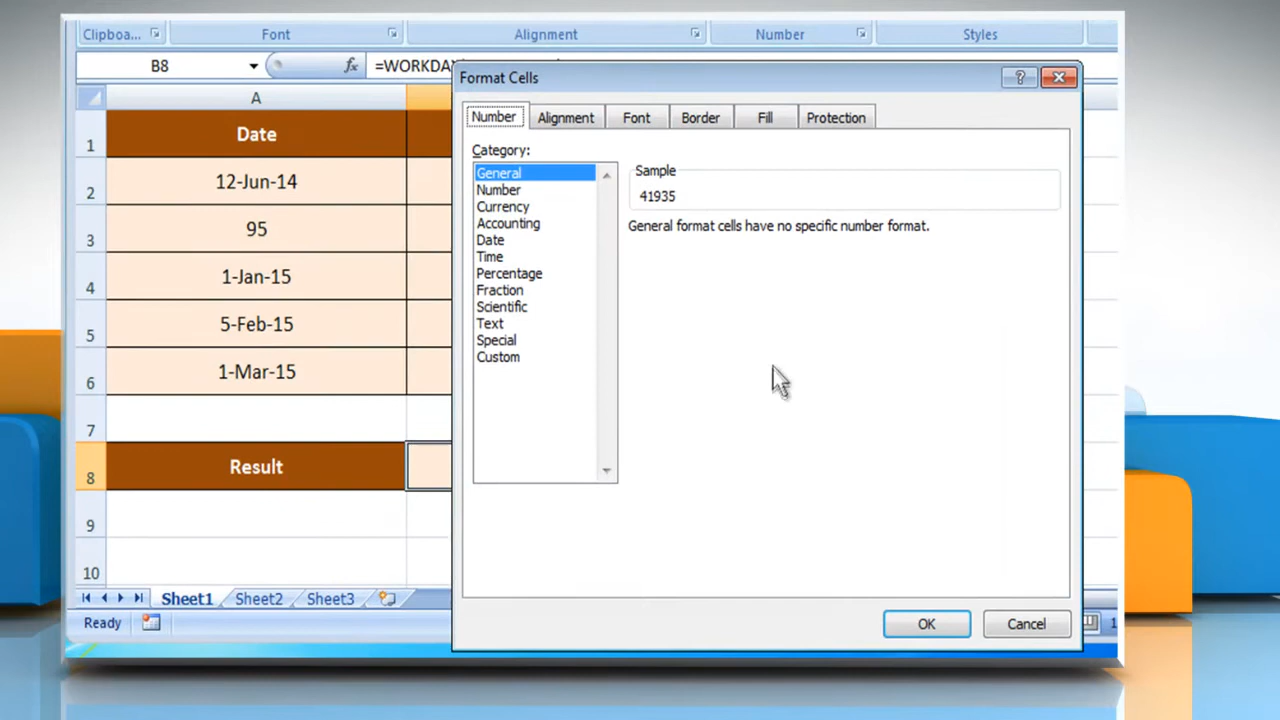 Clipboa...
Font
Alignment
Number
Styles
B8
fx
=WORKDAY
Format Cells
?
A
1
Date
2
12-Jun-14
3
95
4
1-Jan-15
5
5-Feb-15
6
1-Mar-15
7
8
Result
9
10
Number
Alignment
Font
Border
Fill
Protection
Category:
General
Number
Currency
Accounting
Date
Time
Percentage
Fraction
Scientific
Text
Special
Custom
Sample
41935
General format cells have no specific number format.
OK
Cancel
Sheet1
Sheet2
Sheet3
Ready